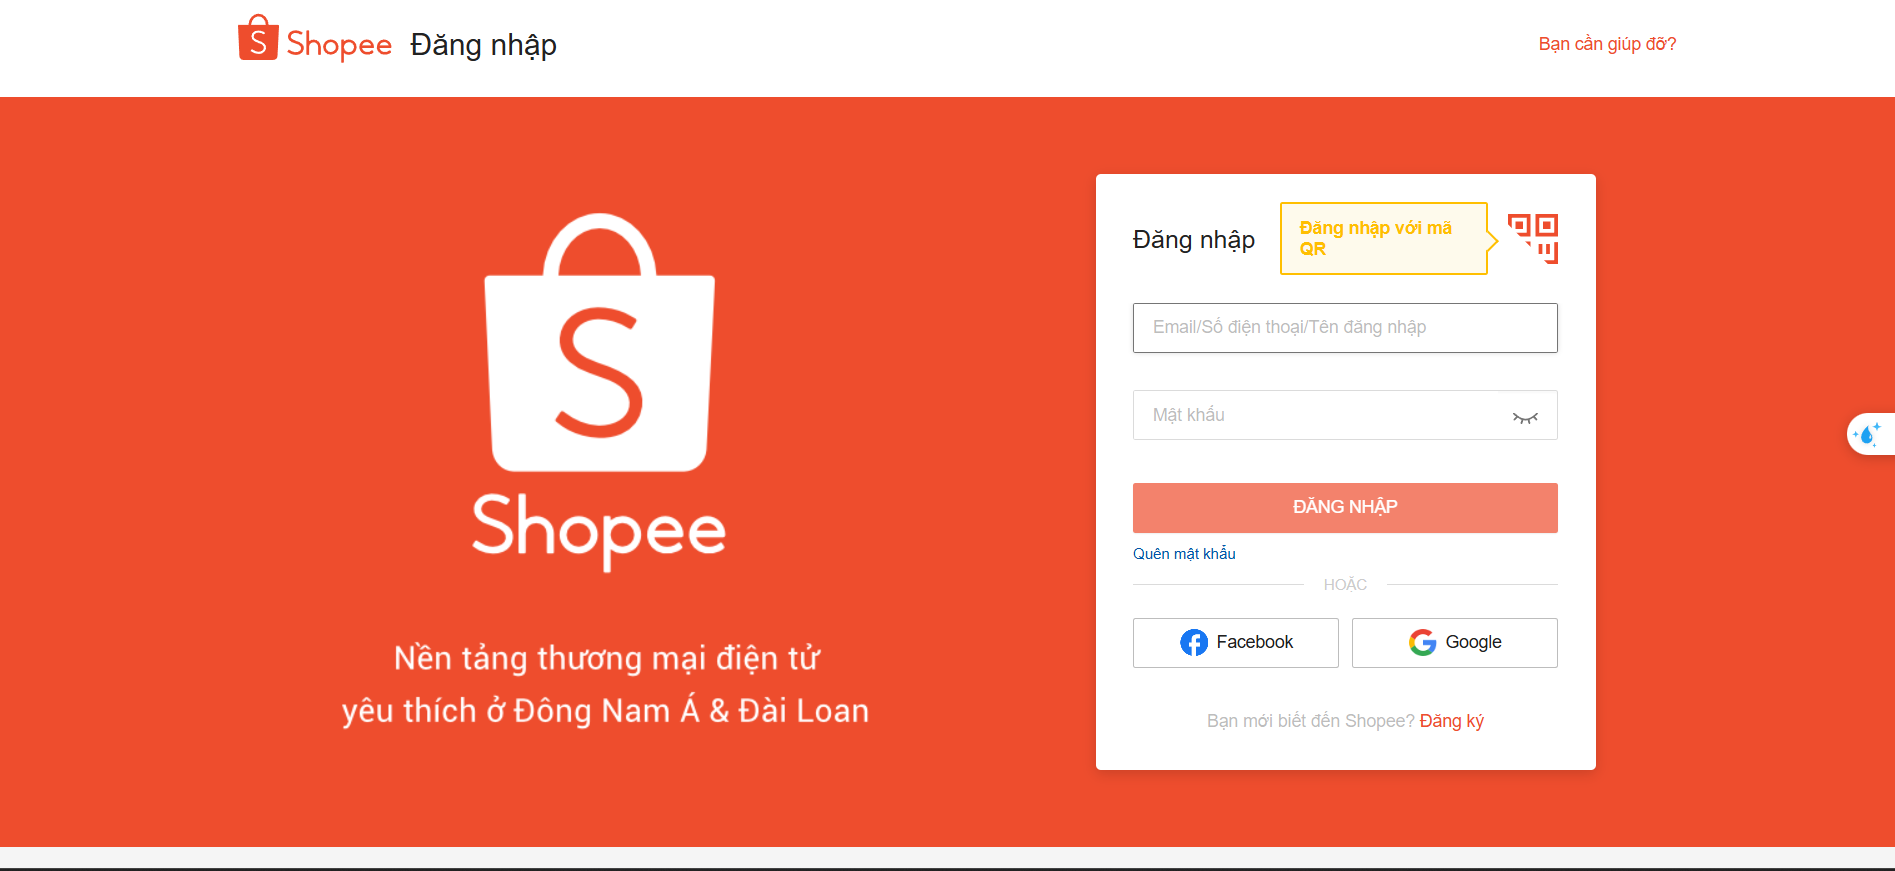 Shopee Đăng nhập
Bạn cần giúp đỡ?
S
Shopee
Nền tảng thương mại điện tử
yêu thích ở Đông Nam Á & Đài Loan
Đăng nhập
Đăng nhập với mã
QR
Email/Số điện thoại/Tên đăng nhập
Mật khẩu
ĐĂNG NHẬP
Quên mật khẩu
HOẶC
Facebook
Google
Bạn mới biết đến Shopee? Đăng ký